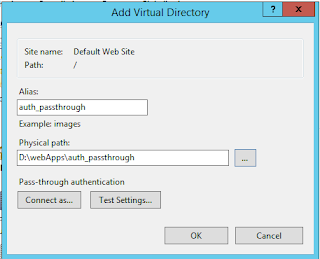 Add Virtual Directory
?
X
Site name: Default Web Site
Path: /
Alias:
auth_passthrough
Example: images
Physical path:
D:\webApps\auth_passthrough
...
Pass-through authentication
Connect as... Test Settings...
OK Cancel